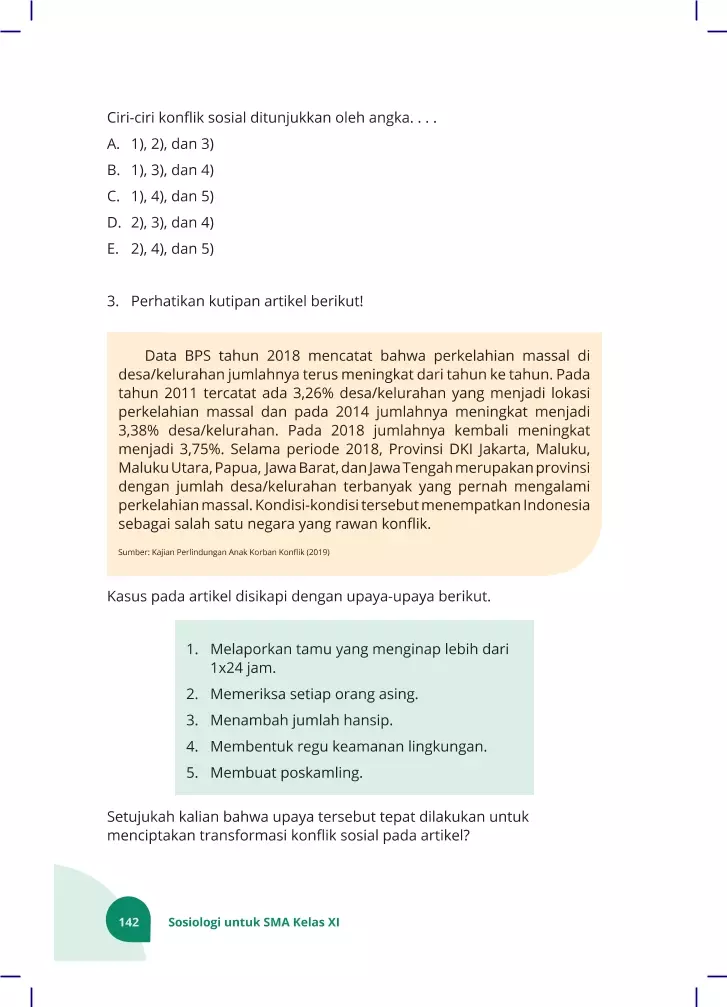 Ciri-ciri konflik sosial ditunjukkan oleh angka. . . .
A. 1), 2), dan 3)
B. 1), 3), dan 4)
C. 1), 4), dan 5)
D. 2), 3), dan 4)
E. 2), 4), dan 5)
3. Perhatikan kutipan artikel berikut!
Data BPS tahun 2018 mencatat bahwa perkelahian massal di
desa/kelurahan jumlahnya terus meningkat dari tahun ke tahun. Pada
tahun 2011 tercatat ada 3,26% desa/kelurahan yang menjadi lokasi
perkelahian massal dan pada 2014 jumlahnya meningkat menjadi
3,38% desa/kelurahan. Pada 2018 jumlahnya kembali meningkat
menjadi 3,75%. Selama periode 2018, Provinsi DKI Jakarta, Maluku,
Maluku Utara, Papua, Jawa Barat, dan Jawa Tengah merupakan provinsi
dengan jumlah desa/kelurahan terbanyak yang pernah mengalami
perkelahian massal. Kondisi-kondisi tersebut menempatkan Indonesia
sebagai salah satu negara yang rawan konflik.
Sumber: Kajian Perlindungan Anak Korban Konflik (2019)
Kasus pada artikel disikapi dengan upaya-upaya berikut.
1. Melaporkan tamu yang menginap lebih dari
1x24 jam.
2. Memeriksa setiap orang asing.
3. Menambah jumlah hansip.
4. Membentuk regu keamanan lingkungan.
5. Membuat poskamling.
Setujukah kalian bahwa upaya tersebut tepat dilakukan untuk
menciptakan transformasi konflik sosial pada artikel?
142 Sosiologi untuk SMA Kelas XI